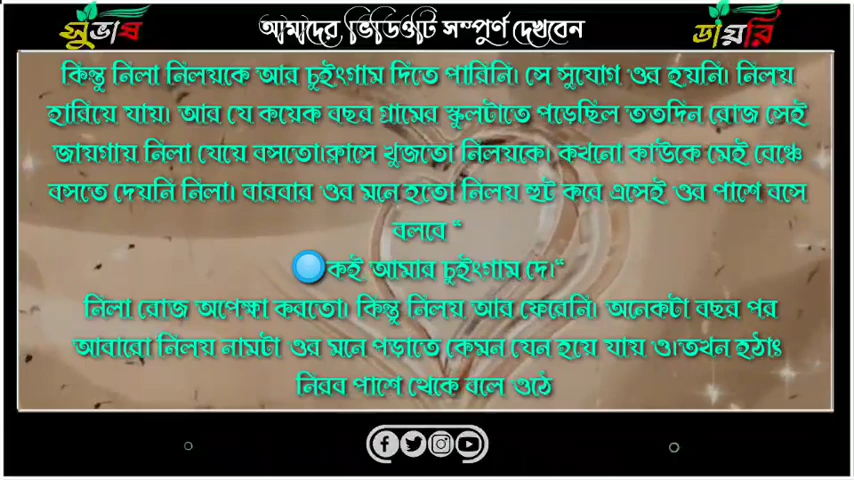 সুভাষ
আমাদের ভিডিওটি সম্পুর্ণ দেখবেন
ডায়রি
কিন্তু নিলা নিলয়কে আর চুইংগাম দিতে পারিনি। সে সুযোগ ওর হয়নি। নিলয়
হারিয়ে যায়। আর যে কয়েক বছর গ্রামের স্কুলটাতে পড়েছিল ততদিন রোজ সেই
জায়গায় নিলা যেয়ে বসতো।ক্লাসে খুজতো নিলয়কে। কখনো কাউকে মেই বেঞ্চে
বসতে দেয়নি নিলা। বারবার ওর মনে হতো নিলয় হুট করে এসেই ওর পাশে বসে
বলবে “
কই আমার চুইংগাম দে।“
নিলা রোজ অপেক্ষা করতো। কিন্তু নিলয় আর ফেরেনি। অনেকটা বছর পর
আবারো নিলয় নামটা ওর মনে পড়াতে কেমন যেন হয়ে যায় ও।তখন হঠাৎ
নিরব পাশে থেকে বলে ওঠে